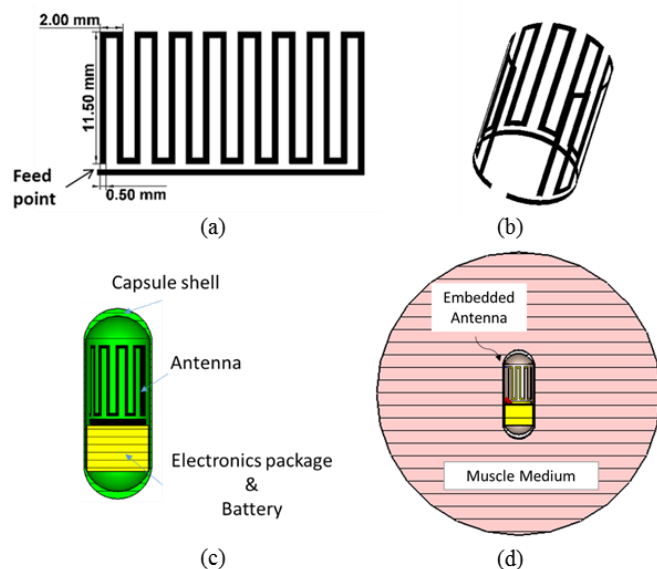 2.00 mm
11.50 mm
Feed
point
0.50 mm
(a)
(b)
Capsule shell
Antenna
Electronics package
&
Battery
(c)
Embedded
Antenna
Muscle Medium
(d)